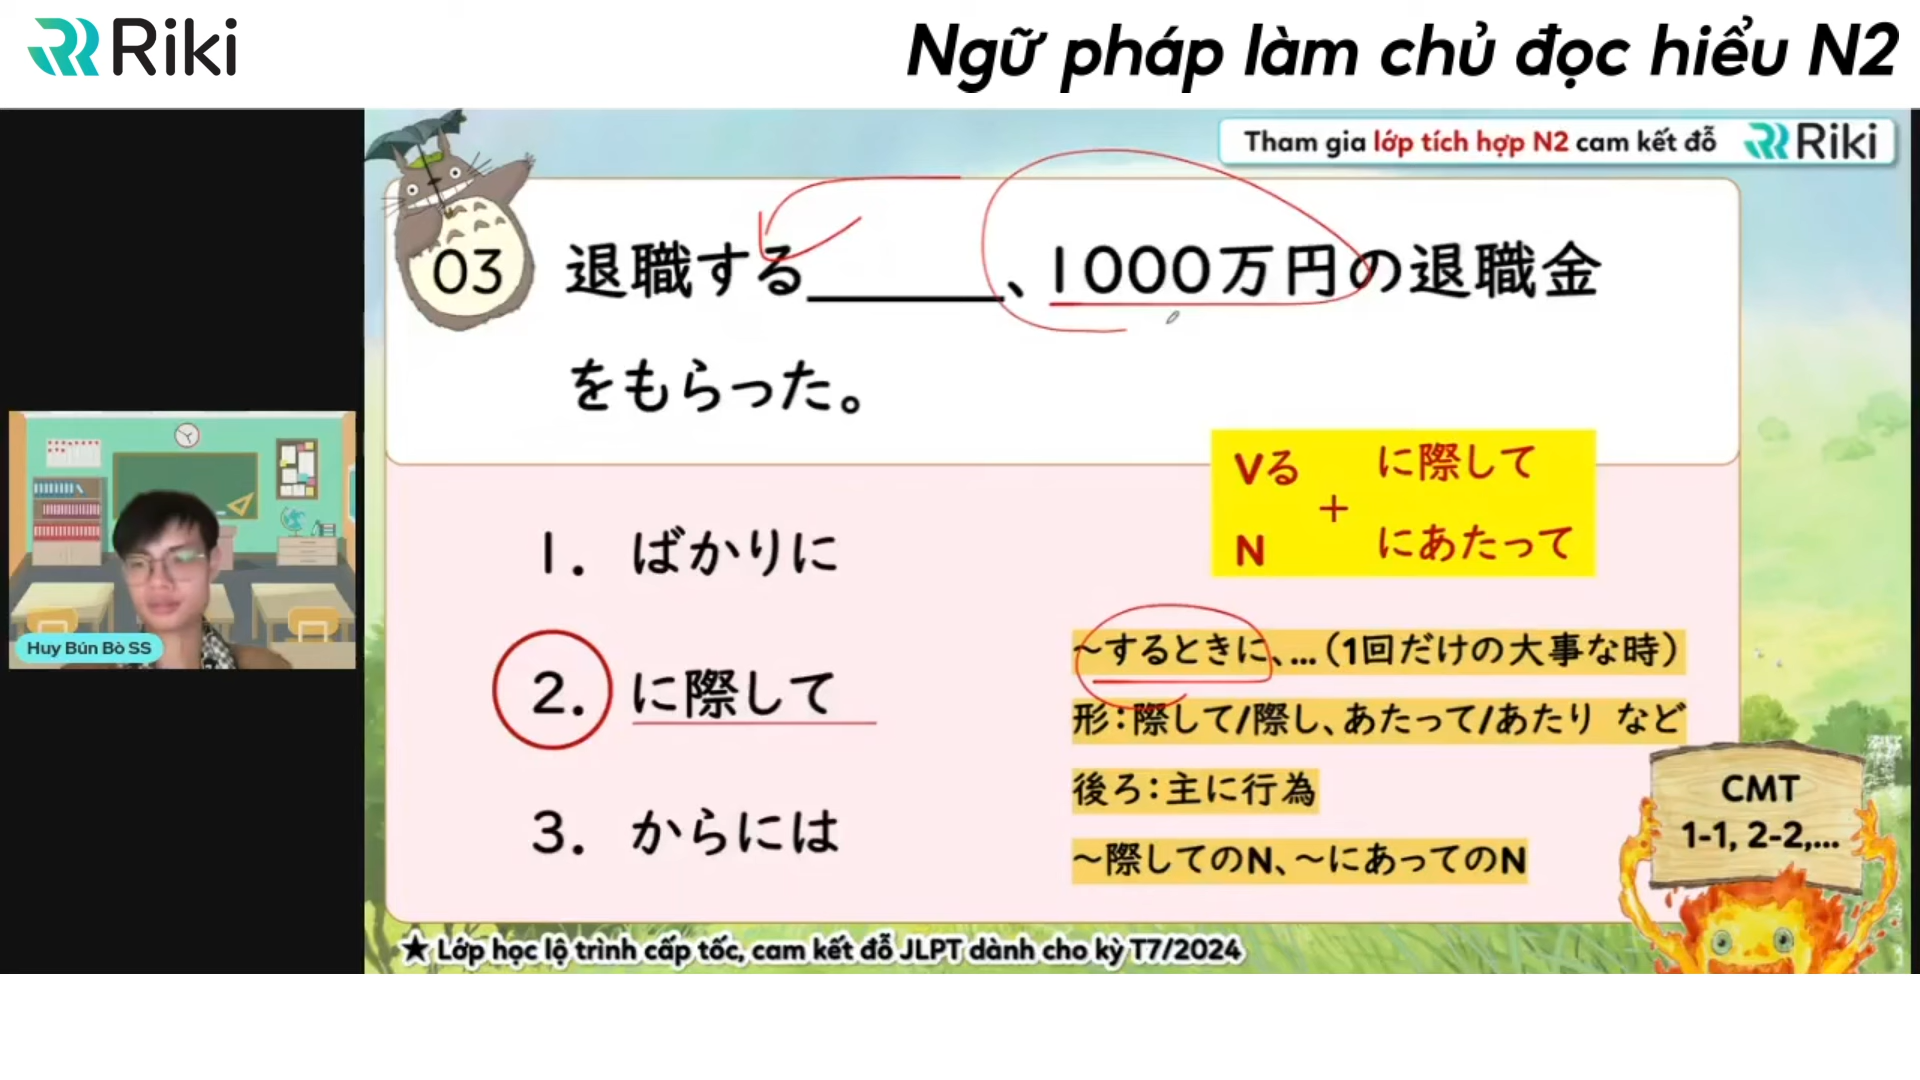 Riki
Ngữ pháp làm chủ đọc hiểu N2
Tham gia lớp tích hợp N2 cam kết đỗ Riki
03 退職する______、1000万円の退職金
をもらった。
Vる + に際して
N にあたって
1. ばかりに
2. に際して
3. からには
～するときに、…（1回だけの大事な時）
形：際して/際し、あたって/あたり など
後ろ：主に行為
～際してのN、～にあってのN
Huy Bún Bò SS
CMT
1-1, 2-2,...
★ Lớp học lộ trình cấp tốc, cam kết đỗ JLPT dành cho kỳ T7/2024